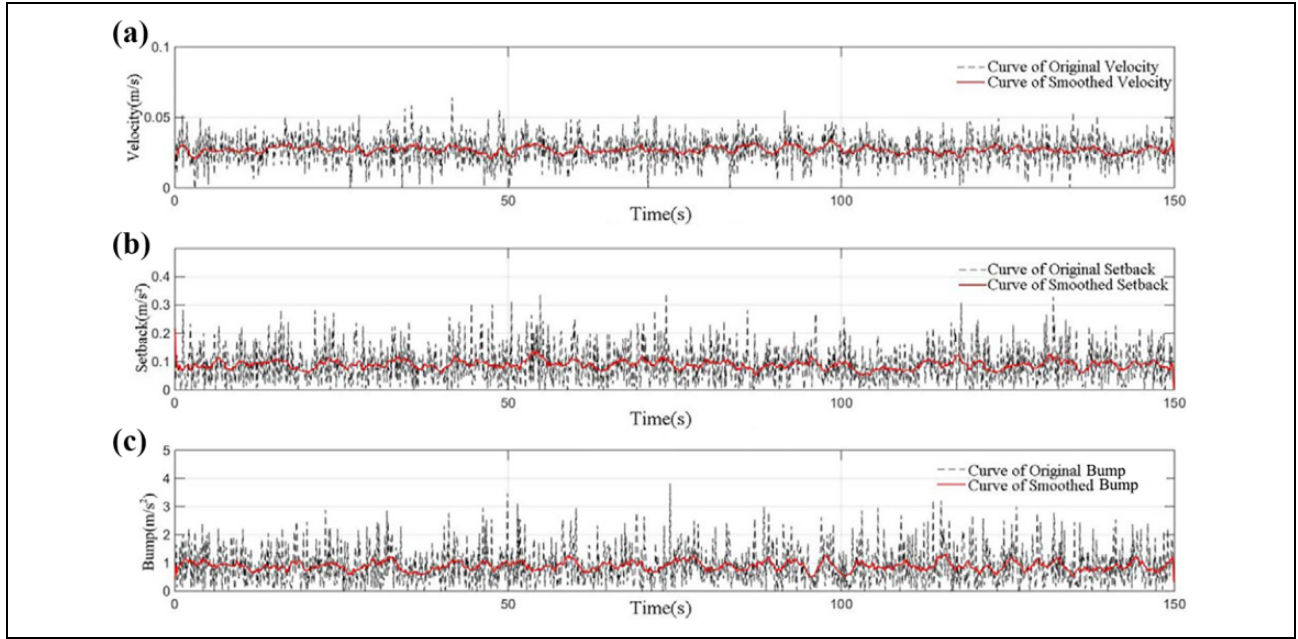 (a)
0.1
0.05
0
Velocity(m/s)
Curve of Original Velocity
Curve of Smoothed Velocity
0 50 100 150
Time(s)
(b)
0.4
0.3
0.2
0.1
0
Setback(m/s²)
Curve of Original Setback
Curve of Smoothed Setback
0 50 100 150
Time(s)
(c)
5
4
3
2
1
0
Bump(m/s²)
Curve of Original Bump
Curve of Smoothed Bump
0 50 100 150
Time(s)